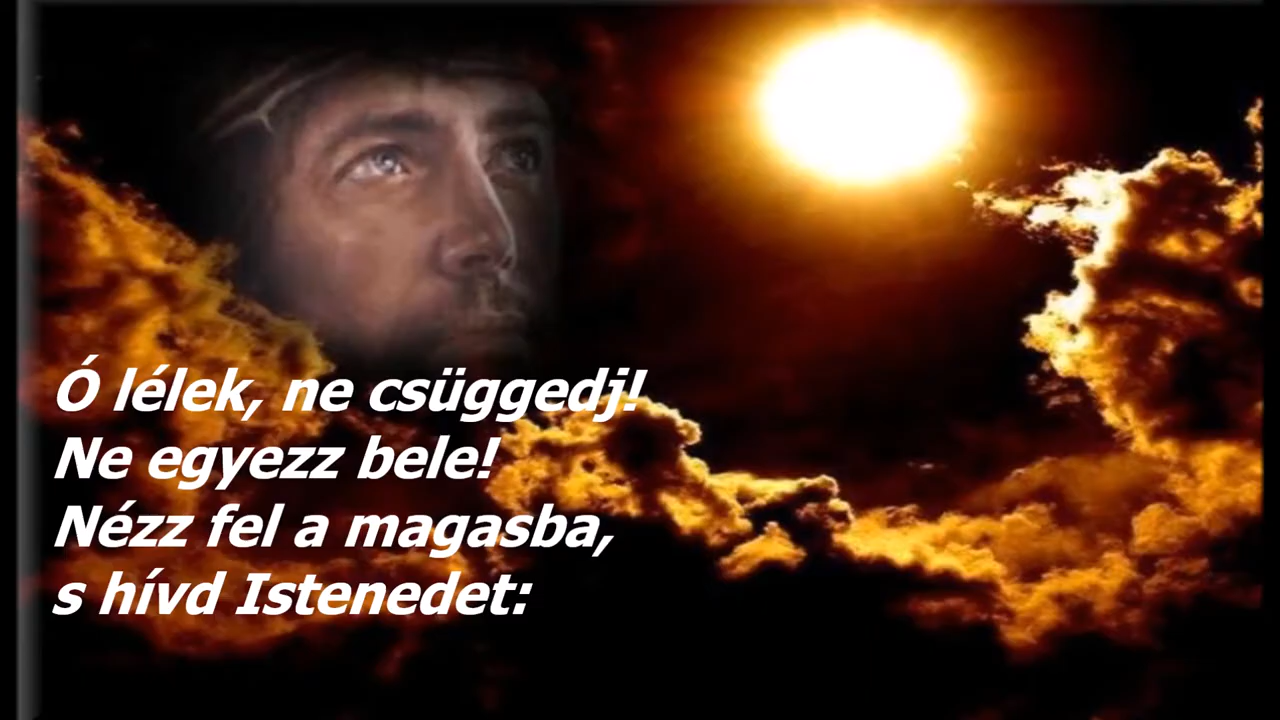 Ó lélek, ne csüggedj!
Ne egyezz bele!
Nézz fel a magasba,
s hívd Istenedet: